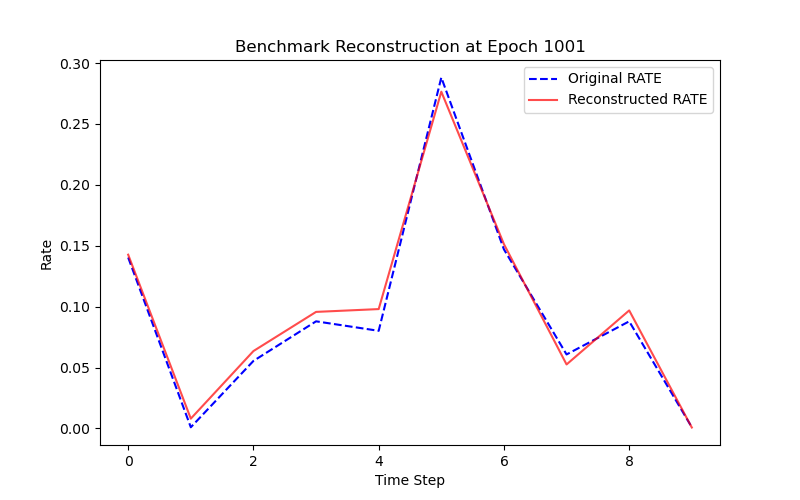 Benchmark Reconstruction at Epoch 1001
Original RATE
Reconstructed RATE
Rate
0.30
0.25
0.20
0.15
0.10
0.05
0.00
0 2 4 6 8
Time Step